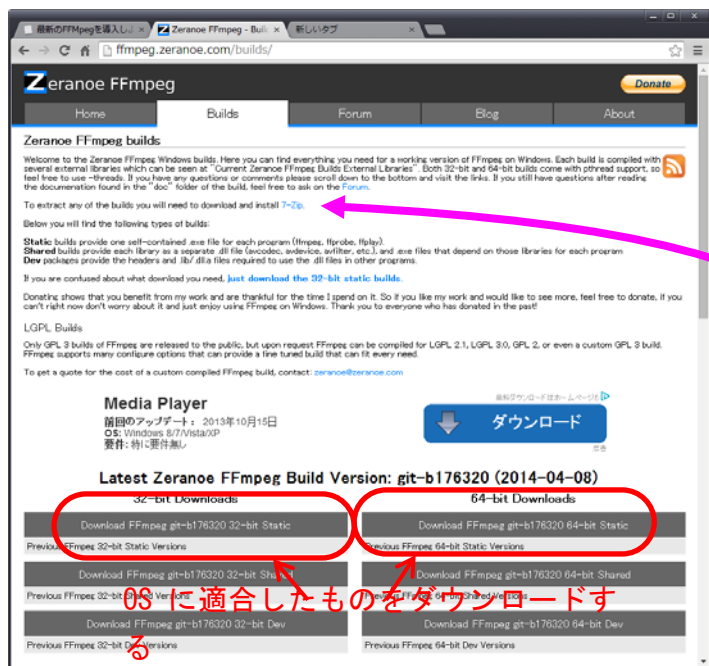 最新のFFMpegを導入し
Zeranoe FFmpeg - Buil
新しいタブ
ffmpeg.zeranoe.com/builds/
Zeranoe FFmpeg
Donate
Home Builds Forum Blog About
Zeranoe FFmpeg builds
Welcome to the Zeranoe FFmpeg Windows builds. Here you can find everything you need for a working version of FFmpeg on Windows. Each build is compiled with
several external libraries which can be seen at "Current Zeranoe FFmpeg Builds External Libraries". Both 32-bit and 64-bit builds come with pthread support, so
feel free to use -threads. If you have any questions or comments please scroll down to the bottom and visit the links. If you still have questions after reading
the documenation found in the "doc" folder of the build, feel free to ask on the Forum.
To extract any of the builds you will need to download and install 7-Zip.
Below you will find the following types of builds:
Static builds provide one self-contained .exe file for each program (ffmpeg, ffprobe, ffplay).
Shared builds provide each library as a separate .dll file (avcodec, avdevice, avfilter, etc.), and .exe files that depend on those libraries for each program
Dev packages provide the headers and .lib/.dll.a files required to use the .dll files in other programs.
If you are confused about what download you need, just download the 32-bit static builds.
Donating shows that you benefit from my work and are thankful for the time I spend on it. So if you like my work and would like to see more, feel free to donate, If you
can't right now don't worry about it and just enjoy using FFmpeg on Windows. Thank you to everyone who has donated in the past!
LGPL Builds
Only GPL 3 builds of FFmpeg are released to the public, but upon request FFmpeg can be compiled for LGPL 2.1, LGPL 3.0, GPL 2, or even a custom GPL 3 build.
FFmpeg supports many configure options that can provide a fine tuned build that can fit every need.
To get a quote for the cost of a custom compiled FFmpeg build, contact: zeranoe@zeranoe.com
Media Player
前回のアップデート: 2013年10月15日
OS: Windows 8/7/Vista/XP
要件: 特に要件無し
無料ダウンロードはホームページも
ダウンロード
広告
Latest Zeranoe FFmpeg Build Version: git-b176320 (2014-04-08)
32-bit Downloads 64-bit Downloads
Download FFmpeg git-b176320 32-bit Static Download FFmpeg git-b176320 64-bit Static
Previous FFmpeg 32-bit Static Versions Previous FFmpeg 64-bit Static Versions
Download FFmpeg git-b176320 32-bit Shared Download FFmpeg git-b176320 64-bit Shared
Previous FFmpeg 32-bit Shared Versions Previous FFmpeg 64-bit Shared Versions
OS に適合したものをダウンロードす
Download FFmpeg git-b176320 32-bit Dev Download FFmpeg git-b176320 64-bit Dev
Previous FFmpeg 32-bit Dev Versions Previous FFmpeg 64-bit Dev Versions
る